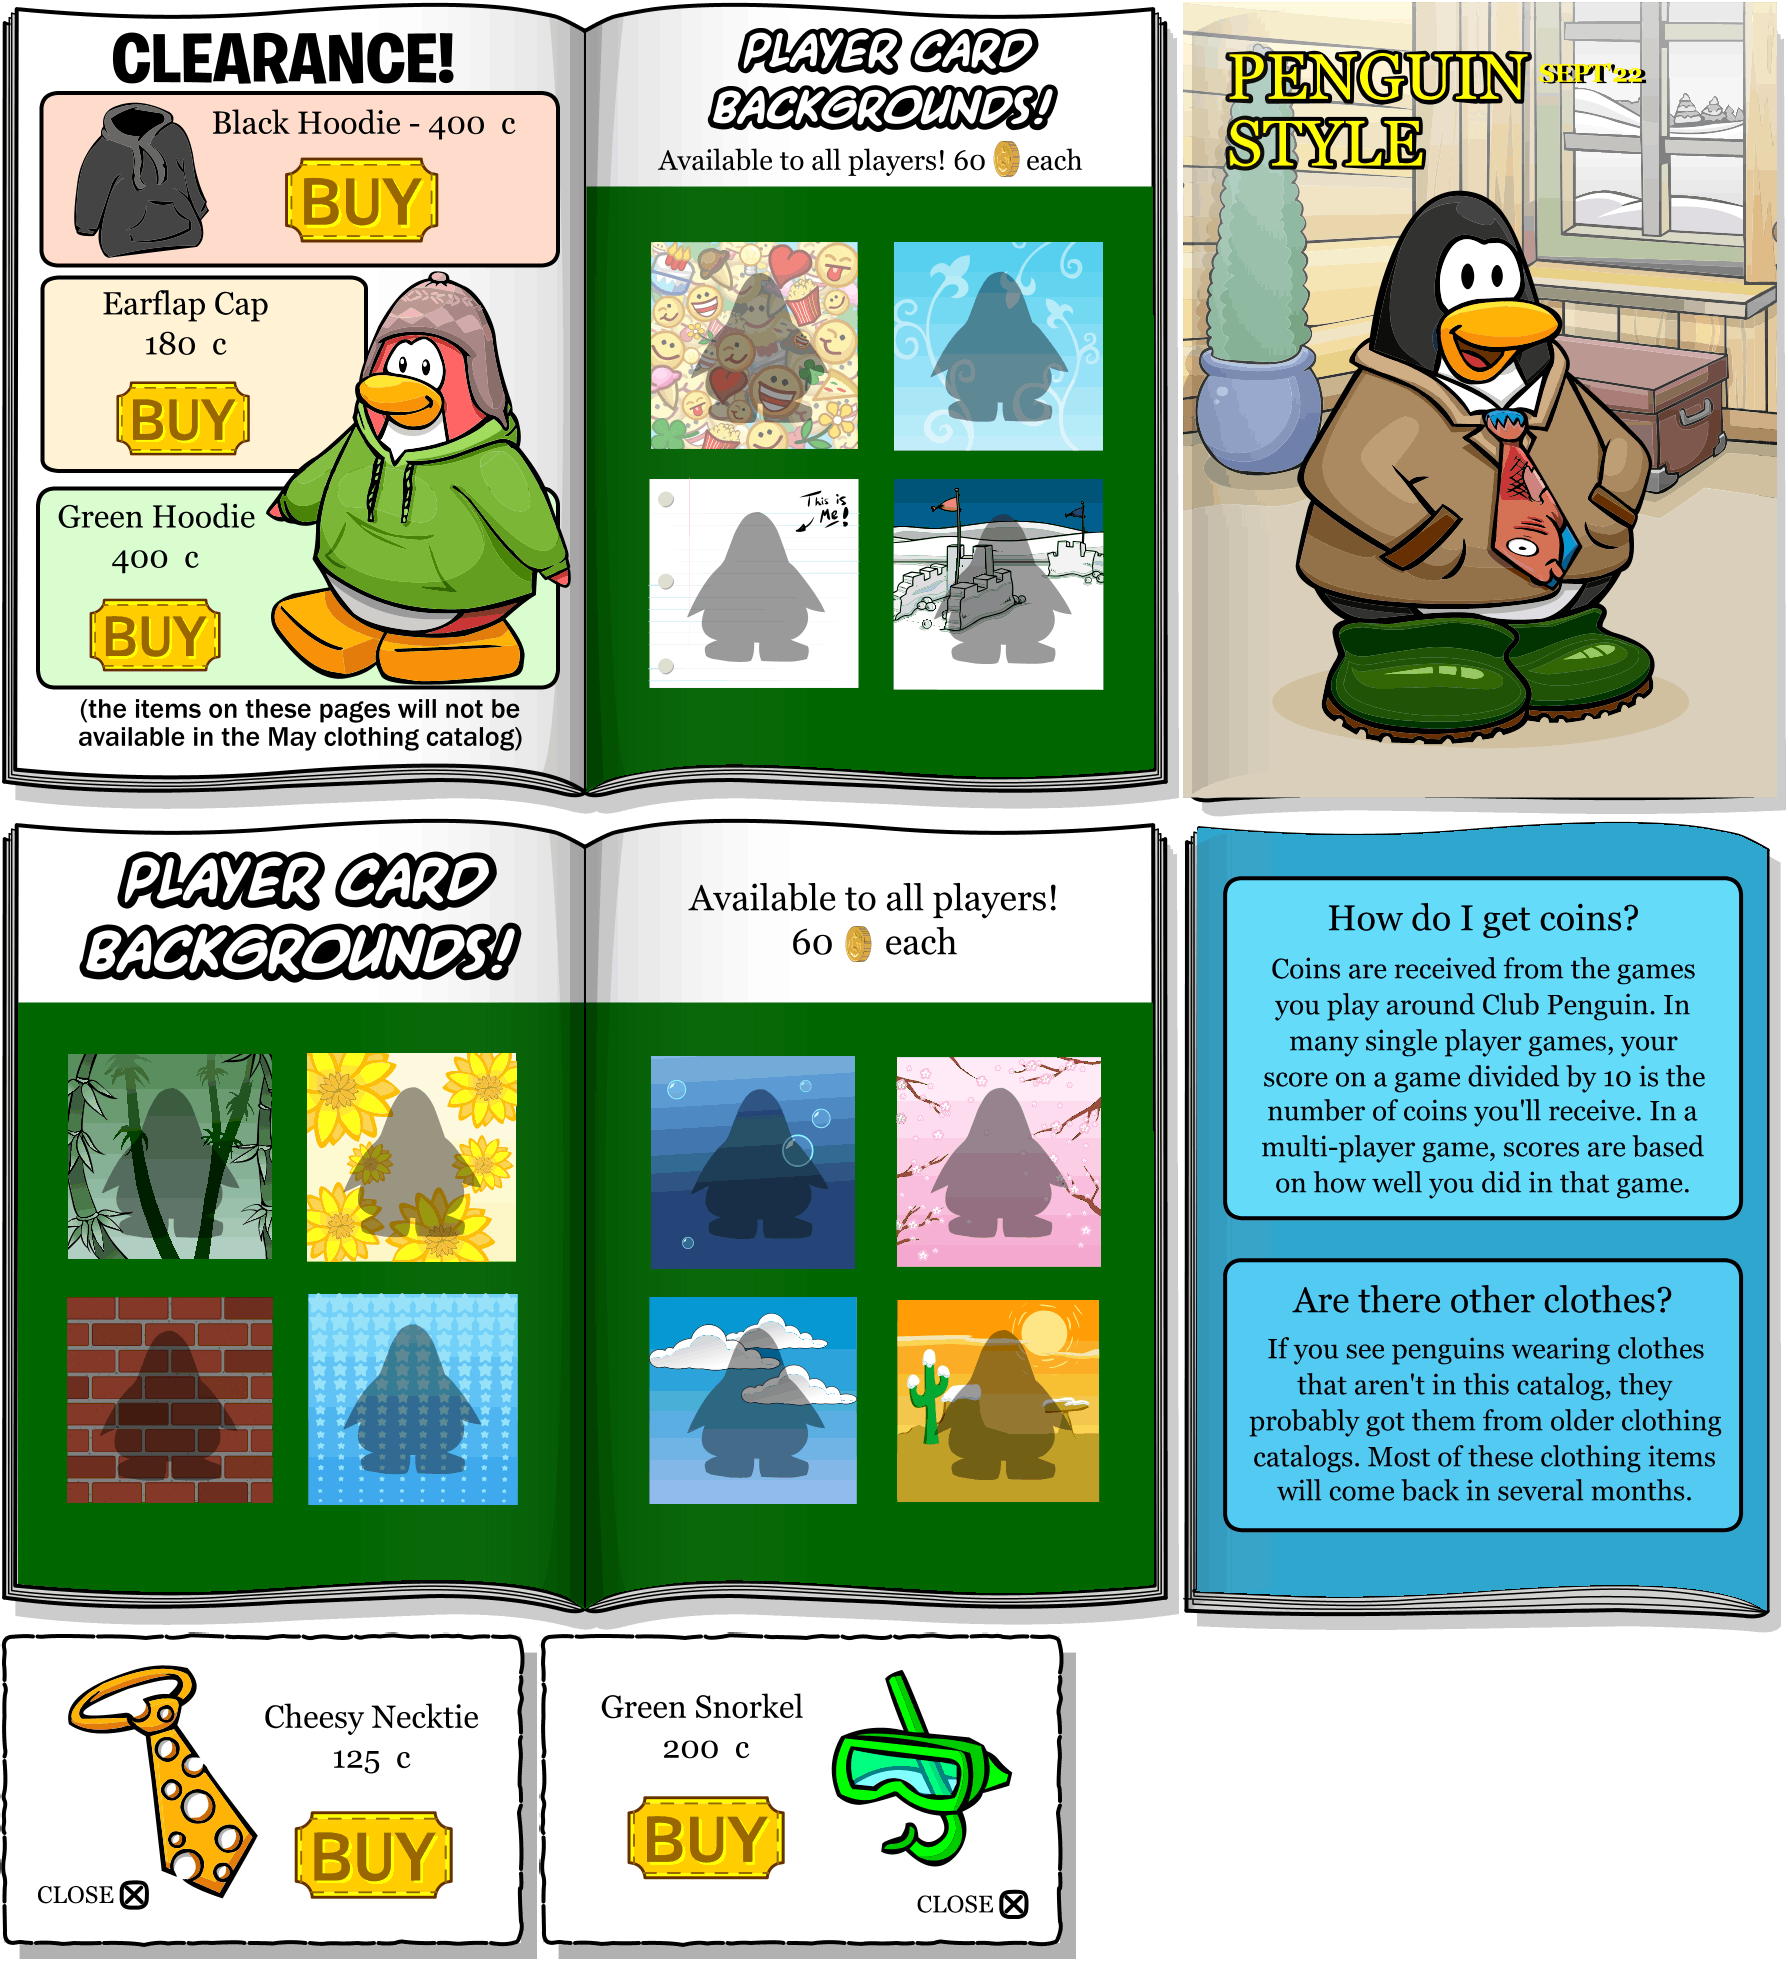 CLEARANCE!
Black Hoodie - 400 c
BUY
Earflap Cap
180 c
BUY
Green Hoodie
400 c
BUY
(the items on these pages will not be
available in the May clothing catalog)
PLAYER CARD
BACKGROUNDS!
Available to all players! 60 each
This is
Me!
PENGUIN SEPT'22
STYLE
PLAYER CARD
BACKGROUNDS!
Available to all players!
60 each
How do I get coins?
Coins are received from the games
you play around Club Penguin. In
many single player games, your
score on a game divided by 10 is the
number of coins you'll receive. In a
multi-player game, scores are based
on how well you did in that game.
Are there other clothes?
If you see penguins wearing clothes
that aren't in this catalog, they
probably got them from older clothing
catalogs. Most of these clothing items
will come back in several months.
Cheesy Necktie
125 c
BUY
CLOSE
Green Snorkel
200 c
BUY
CLOSE